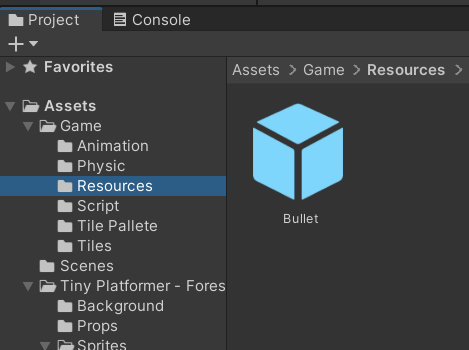 Project
Console
Favorites
Assets > Game > Resources >
Assets
Game
Animation
Physic
Resources
Script
Tile Pallete
Tiles
Scenes
Tiny Platformer - Fores
Background
Props
Sprites
Bullet